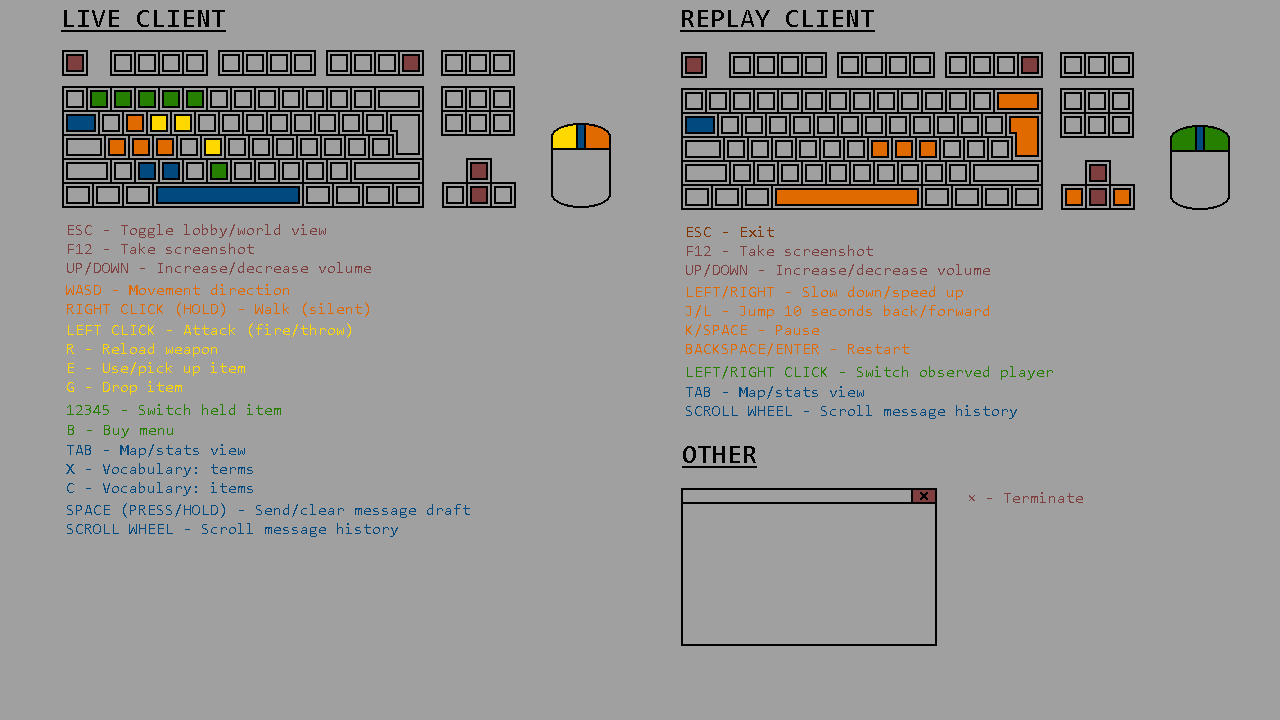 LIVE CLIENT
ESC - Toggle lobby/world view
F12 - Take screenshot
UP/DOWN - Increase/decrease volume
WASD - Movement direction
RIGHT CLICK (HOLD) - Walk (silent)
LEFT CLICK - Attack (fire/throw)
R - Reload weapon
E - Use/pick up item
G - Drop item
12345 - Switch held item
B - Buy menu
TAB - Map/stats view
X - Vocabulary: terms
C - Vocabulary: items
SPACE (PRESS/HOLD) - Send/clear message draft
SCROLL WHEEL - Scroll message history
REPLAY CLIENT
ESC - Exit
F12 - Take screenshot
UP/DOWN - Increase/decrease volume
LEFT/RIGHT - Slow down/speed up
J/L - Jump 10 seconds back/forward
K/SPACE - Pause
BACKSPACE/ENTER - Restart
LEFT/RIGHT CLICK - Switch observed player
TAB - Map/stats view
SCROLL WHEEL - Scroll message history
OTHER
× - Terminate